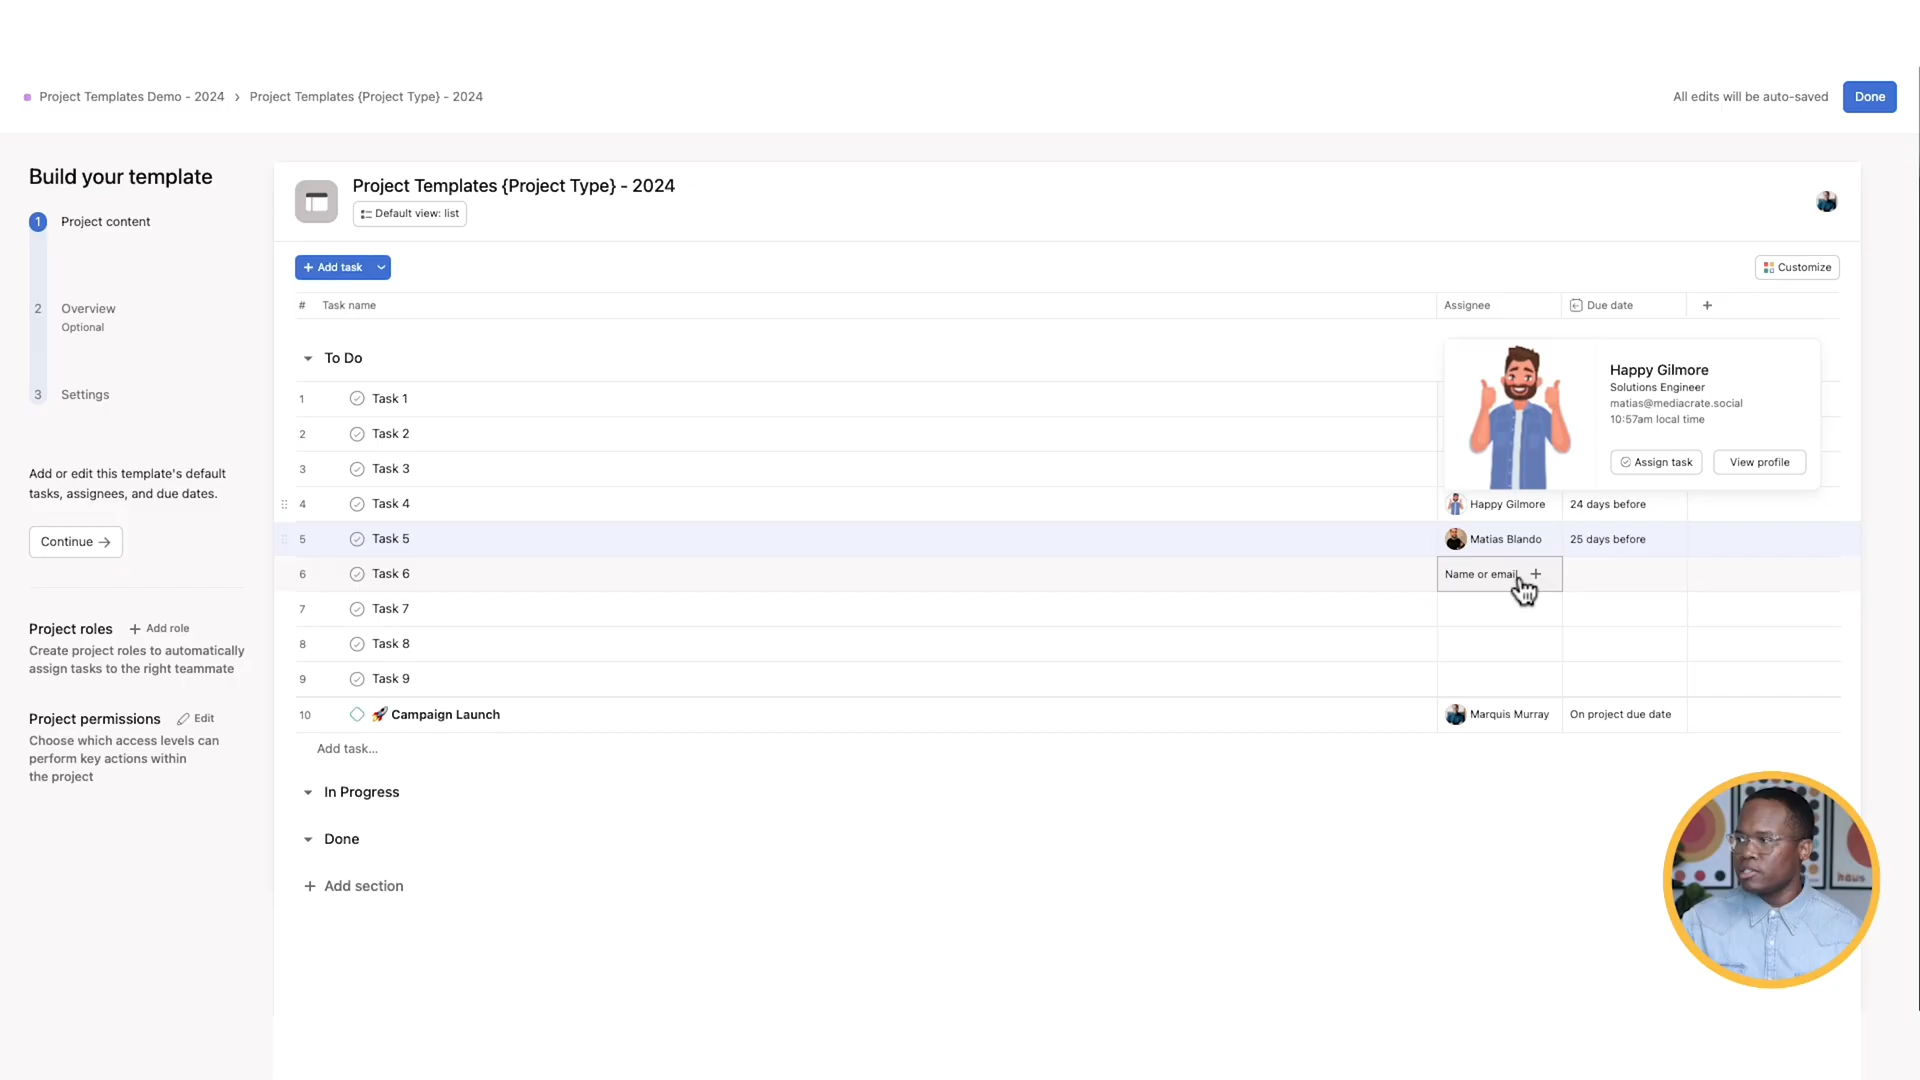 Project Templates Demo - 2024 › Project Templates {Project Type} - 2024
All edits will be auto-saved
Done
Build your template
1 Project content
2 Overview
Optional
3 Settings
Add or edit this template's default
tasks, assignees, and due dates.
Continue →
Project roles + Add role
Create project roles to automatically
assign tasks to the right teammate
Project permissions Edit
Choose which access levels can
perform key actions within
the project
Project Templates {Project Type} - 2024
Default view: list
+ Add task
Customize
# Task name Assignee Due date +
To Do
Happy Gilmore
Solutions Engineer
matias@mediacrate.social
10:57am local time
Assign task View profile
1 Task 1
2 Task 2
3 Task 3
4 Task 4 Happy Gilmore 24 days before
5 Task 5 Matias Blando 25 days before
6 Task 6 Name or email +
7 Task 7
8 Task 8
9 Task 9
10 🚀 Campaign Launch Marquis Murray On project due date
Add task...
In Progress
Done
+ Add section
haus